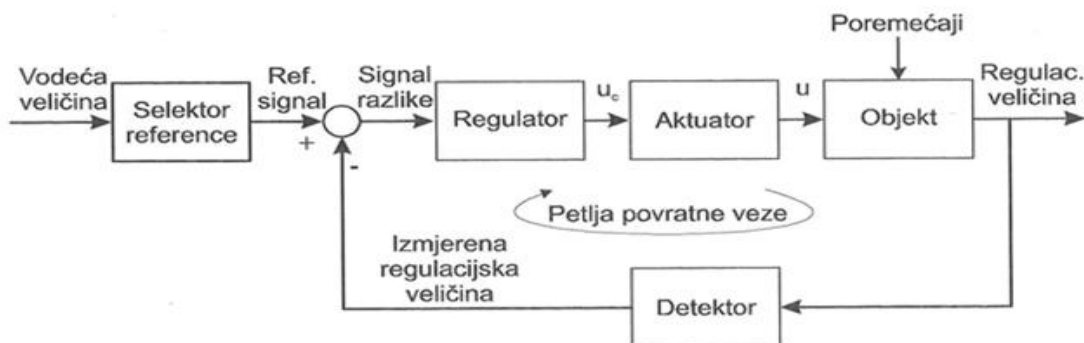 Poremećaji
Vodeća
veličina
Selektor
reference
Ref.
signal
+
-
Signal
razlike
Regulator
u_c
Aktuator
u
Objekt
Regulac.
veličina
Petlja povratne veze
Izmjerena
regulacijska
veličina
Detektor